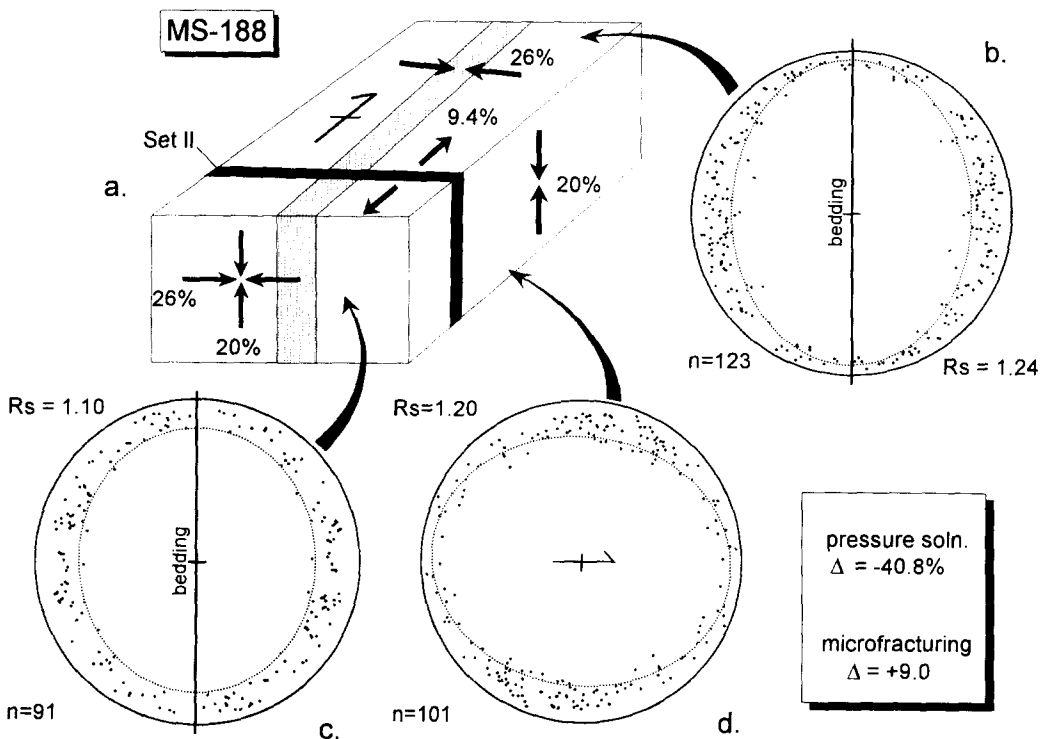 MS-188
26%
b.
9.4%
Set II
a.
20%
bedding
26%
20%
n=123
Rs = 1.24
Rs = 1.10
Rs=1.20
bedding
pressure soln.
Δ = -40.8%
microfracturing
Δ = +9.0
n=91
c.
n=101
d.